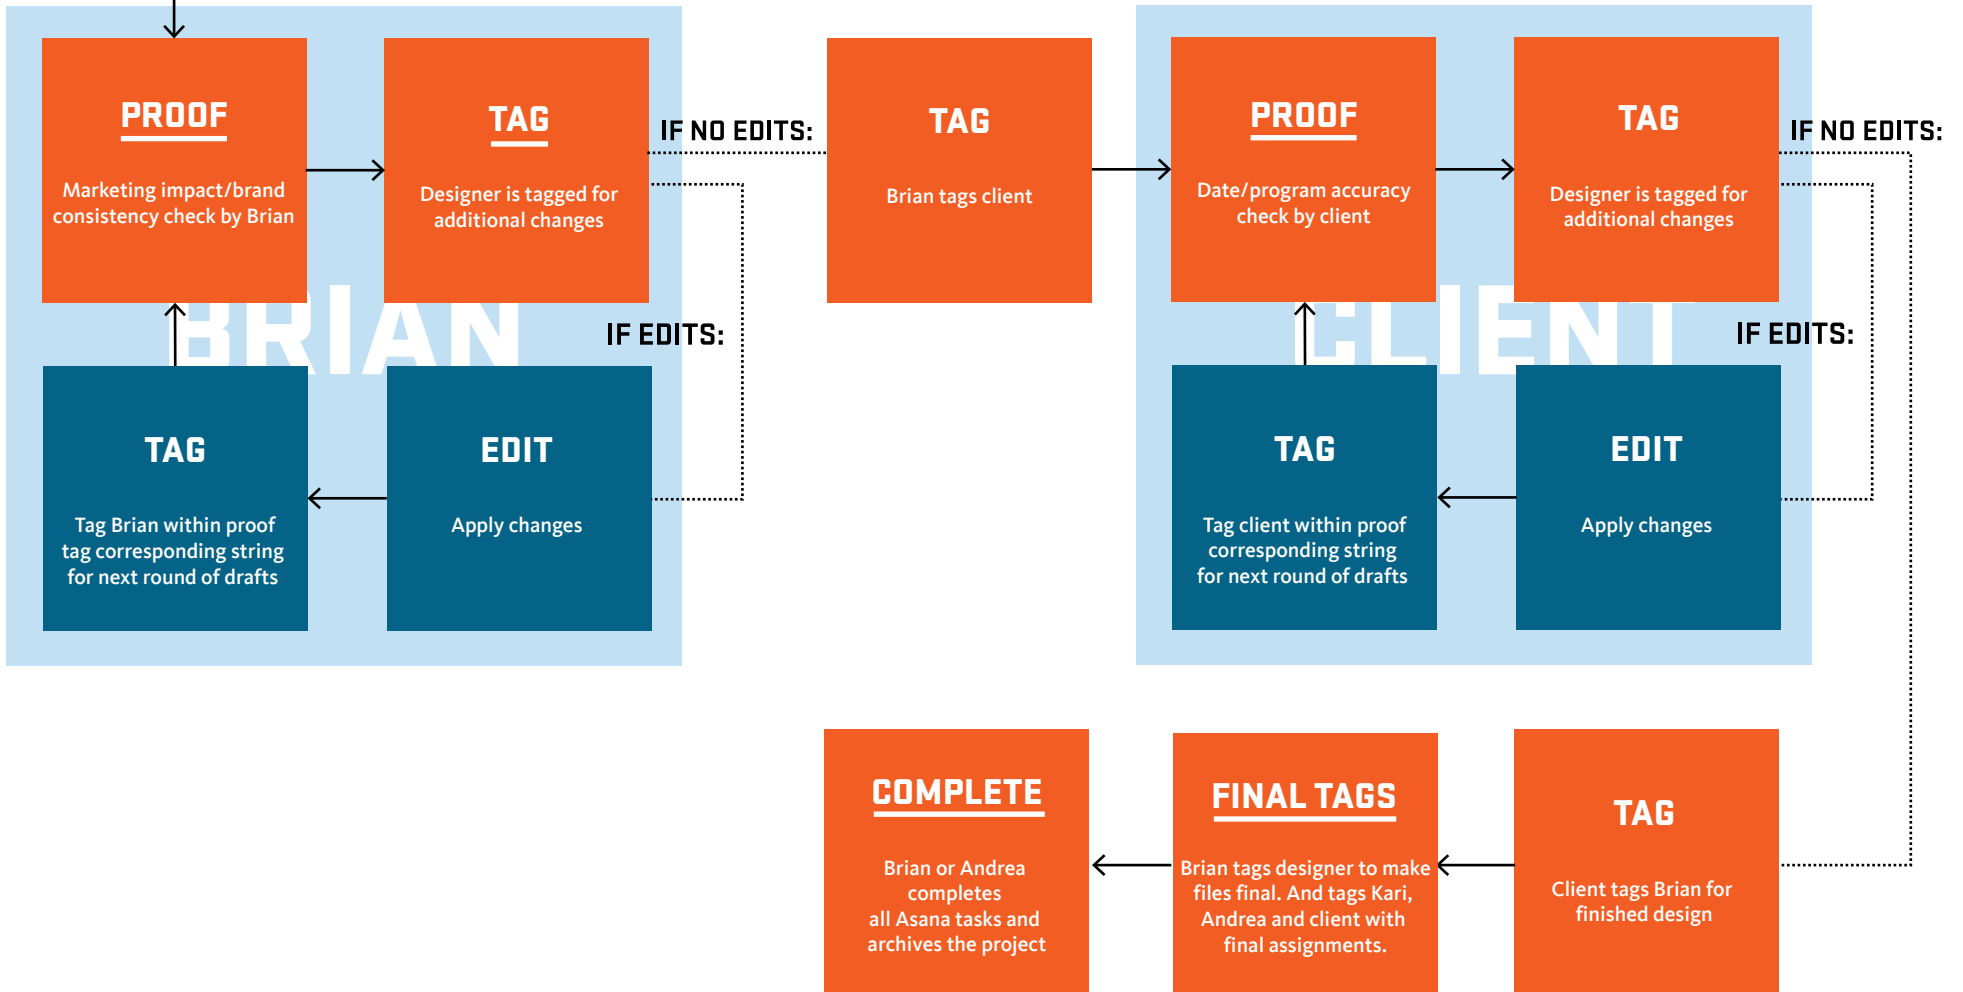 PROOF
Marketing impact/brand
consistency check by Brian
TAG
Designer is tagged for
additional changes
IF NO EDITS:
IF EDITS:
BRIAN
TAG
Tag Brian within proof
tag corresponding string
for next round of drafts
EDIT
Apply changes
TAG
Brian tags client
PROOF
Date/program accuracy
check by client
TAG
Designer is tagged for
additional changes
IF NO EDITS:
IF EDITS:
CLIENT
TAG
Tag client within proof
corresponding string
for next round of drafts
EDIT
Apply changes
COMPLETE
Brian or Andrea
completes
all Asana tasks and
archives the project
FINAL TAGS
Brian tags designer to make
files final. And tags Kari,
Andrea and client with
final assignments.
TAG
Client tags Brian for
finished design